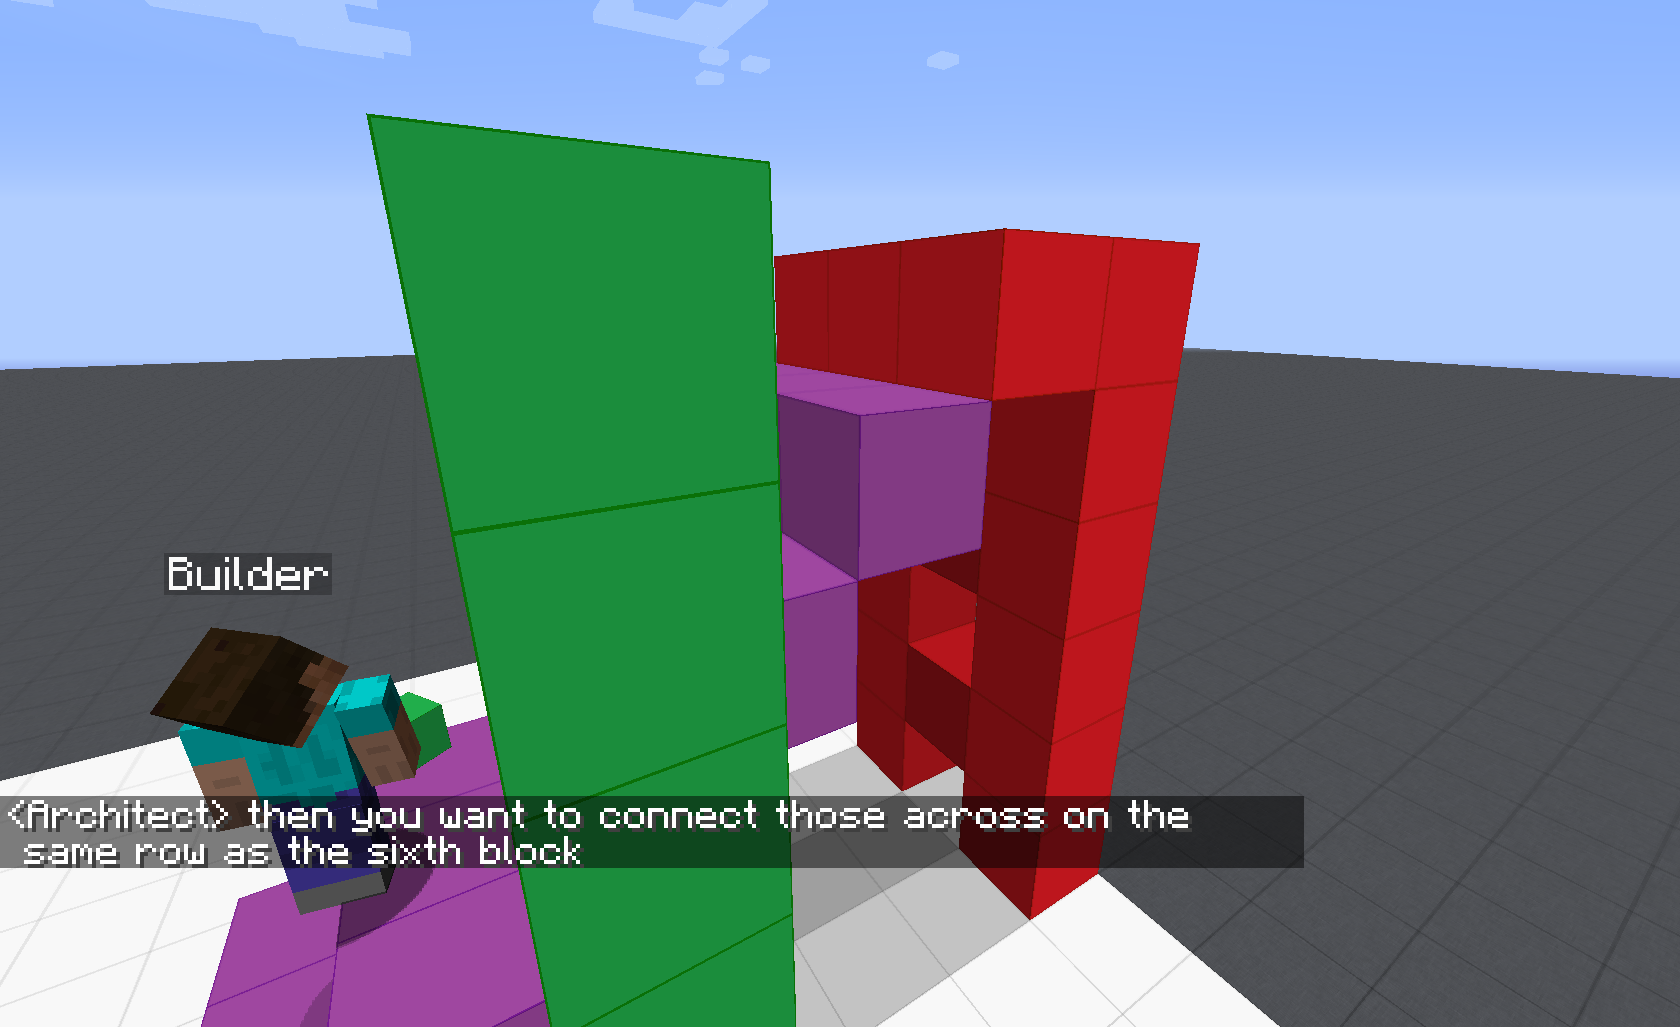 Builder
<Architect> then you want to connect those across on the
same row as the sixth block